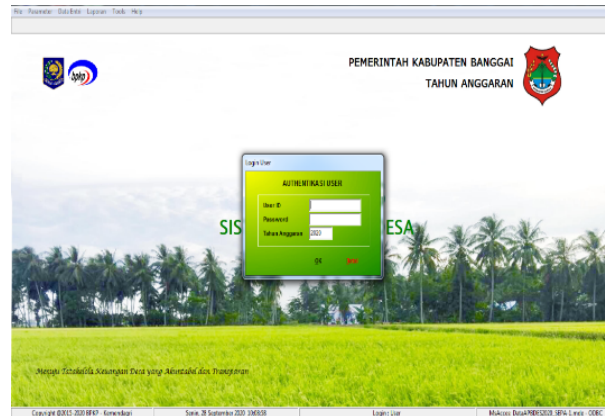 File Parameter Data Entri Laporan Tools Help
bpkp
PEMERINTAH KABUPATEN BANGGAI
TAHUN ANGGARAN
Login User
AUTHENTIKASI USER
User ID
Password
Tahun Anggaran 2020
OK
SIS ESA
Menuju Tatakelola Keuangan Desa yang Akuntabel dan Transparan
Copyright @2015-2020 BPKP - Kemendagri Senin, 28 September 2020 Login : User